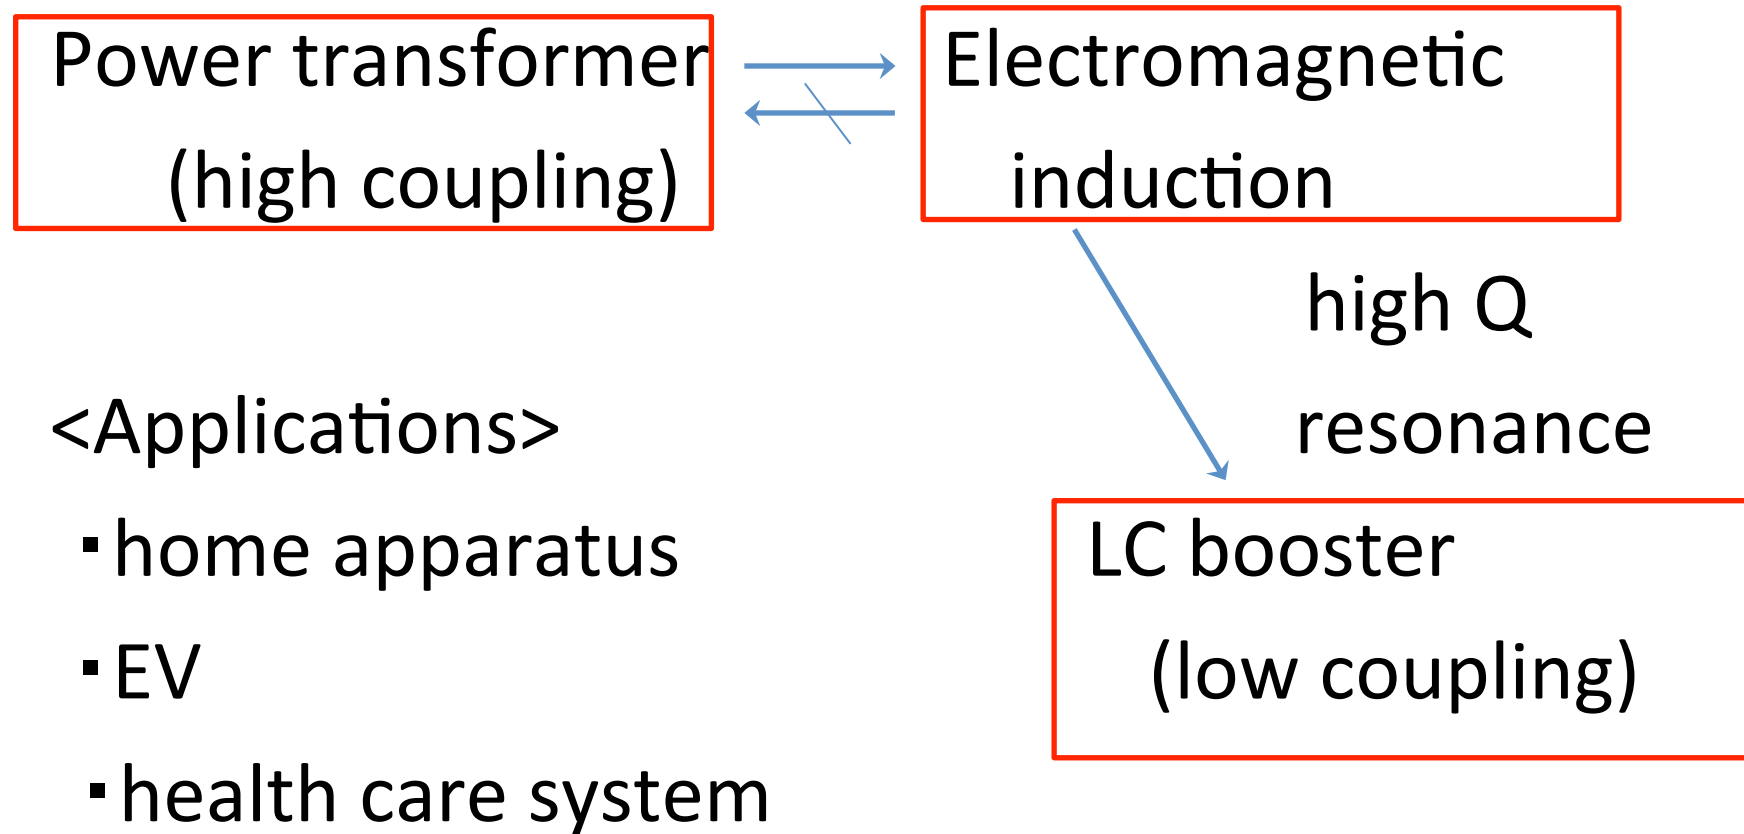 Power transformer
(high coupling)
Electromagnetic
induction
high Q
resonance
LC booster
(low coupling)
<Applications>
▪home apparatus
▪EV
▪health care system